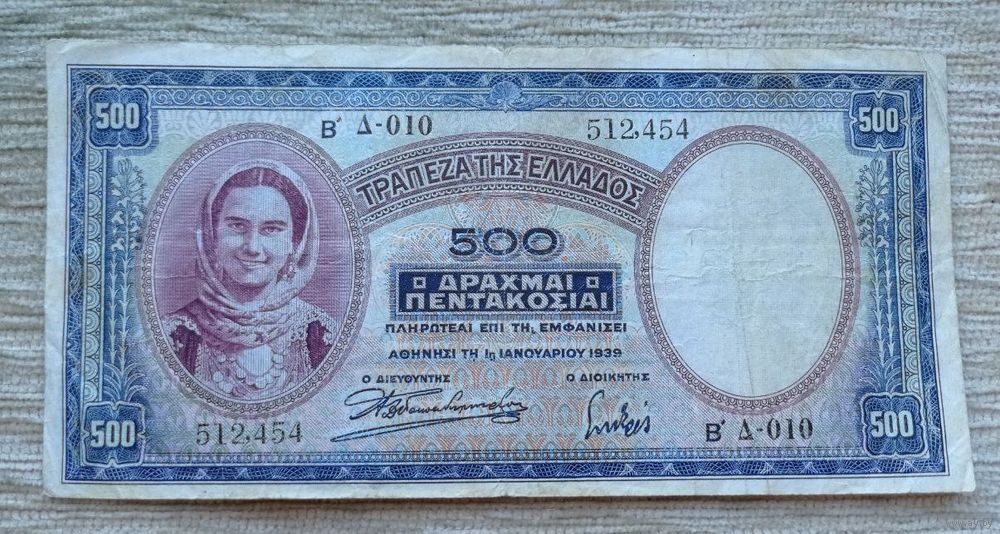 500 500
Β' Δ-010 512,454
ΤΡΑΠΕΖΑ ΤΗΣ ΕΛΛΑΔΟΣ
500
ΔΡΑΧΜΑΙ
ΠΕΝΤΑΚΟΣΙΑΙ
ΠΛΗΡΩΤΕΑΙ ΕΠΙ ΤΗι ΕΜΦΑΝΙΣΕΙ
ΑΘΗΝΗΣΙ ΤΗ 1η ΙΑΝΟΥΑΡΙΟΥ 1939
Ο ΔΙΕΥΘΥΝΤΗΣ Ο ΔΙΟΙΚΗΤΗΣ
500 512,454 Β' Δ-010 500